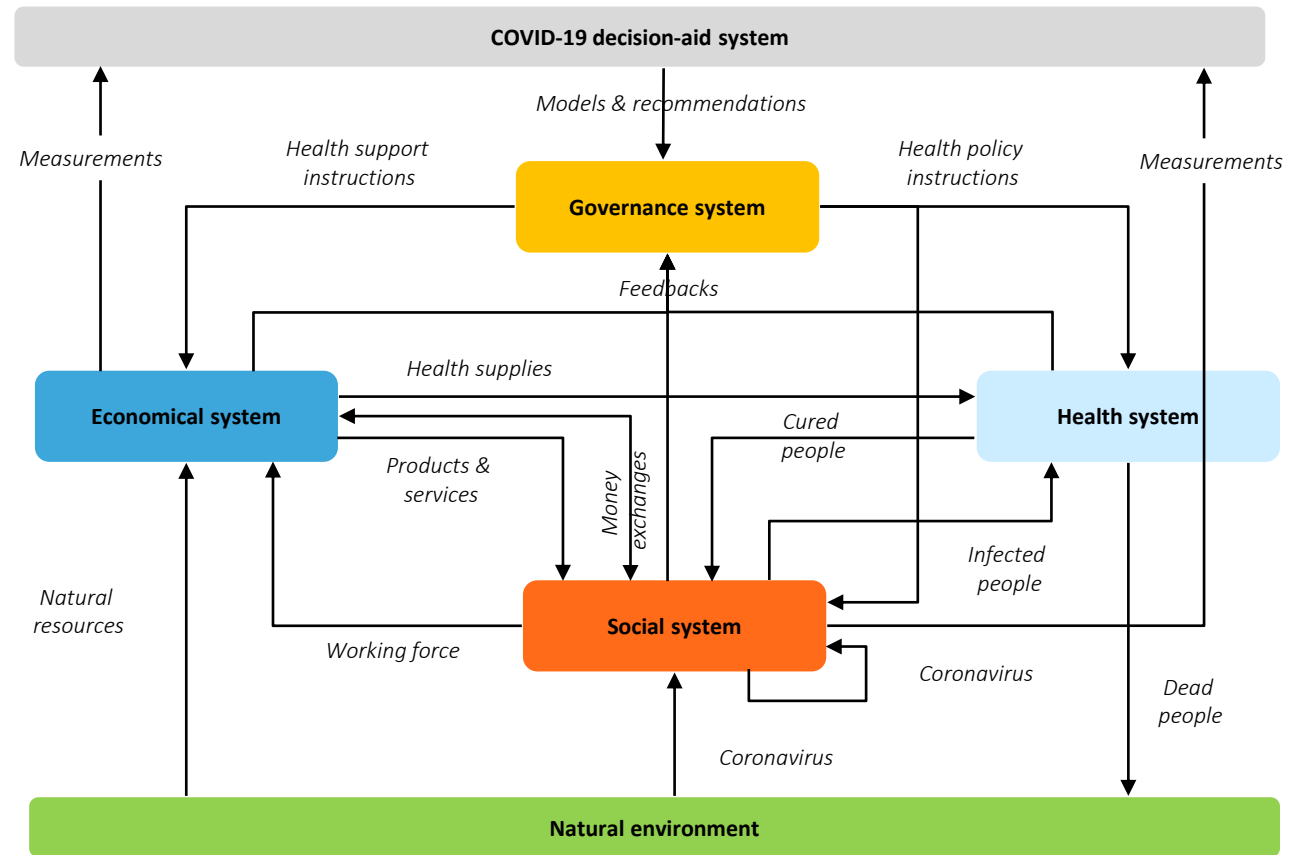 COVID-19 decision-aid system
Models & recommendations
Measurements
Health support
instructions
Health policy
instructions
Measurements
Governance system
Feedbacks
Health supplies
Economical system
Cured
people
Health system
Products &
services
Money
exchanges
Infected
people
Natural
resources
Social system
Working force
Coronavirus
Dead
people
Coronavirus
Natural environment